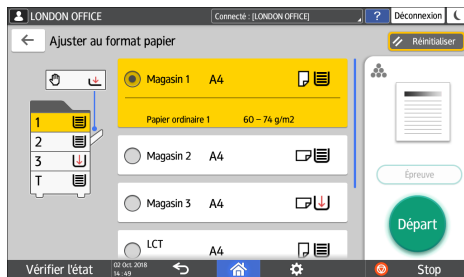 LONDON OFFICE
Connecté : [LONDON OFFICE]
?
Déconnexion
Ajuster au format papier
Réinitialiser
Magasin 1 A4
Papier ordinaire 1 60 – 74 g/m2
1
2
3
T
Magasin 2 A4
Magasin 3 A4
LCT A4
Épreuve
Départ
Vérifier l'état
02 Oct. 2018
14 : 49
Stop